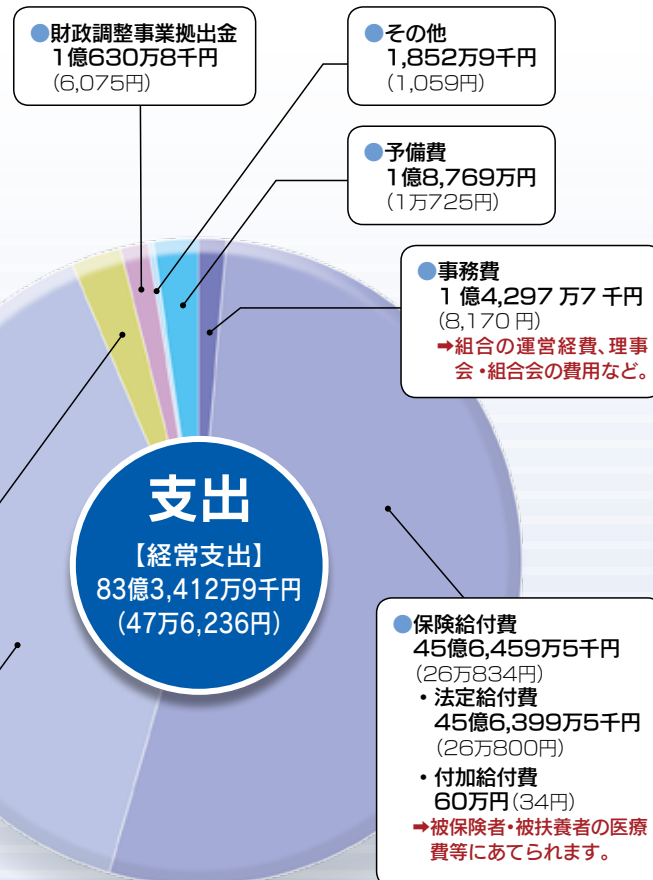 ●財政調整事業拠出金
1億630万8千円
(6,075円)
●その他
1,852万9千円
(1,059円)
●予備費
1億8,769万円
(1万725円)
●事務費
1億4,297万7千円
(8,170円)
➡組合の運営経費、理事
会・組合会の費用など。
支出
【経常支出】
83億3,412万9千円
(47万6,236円)
●保険給付費
45億6,459万5千円
(26万834円)
・法定給付費
45億6,399万5千円
(26万800円)
・付加給付費
60万円(34円)
➡被保険者・被扶養者の医療
費等にあてられます。